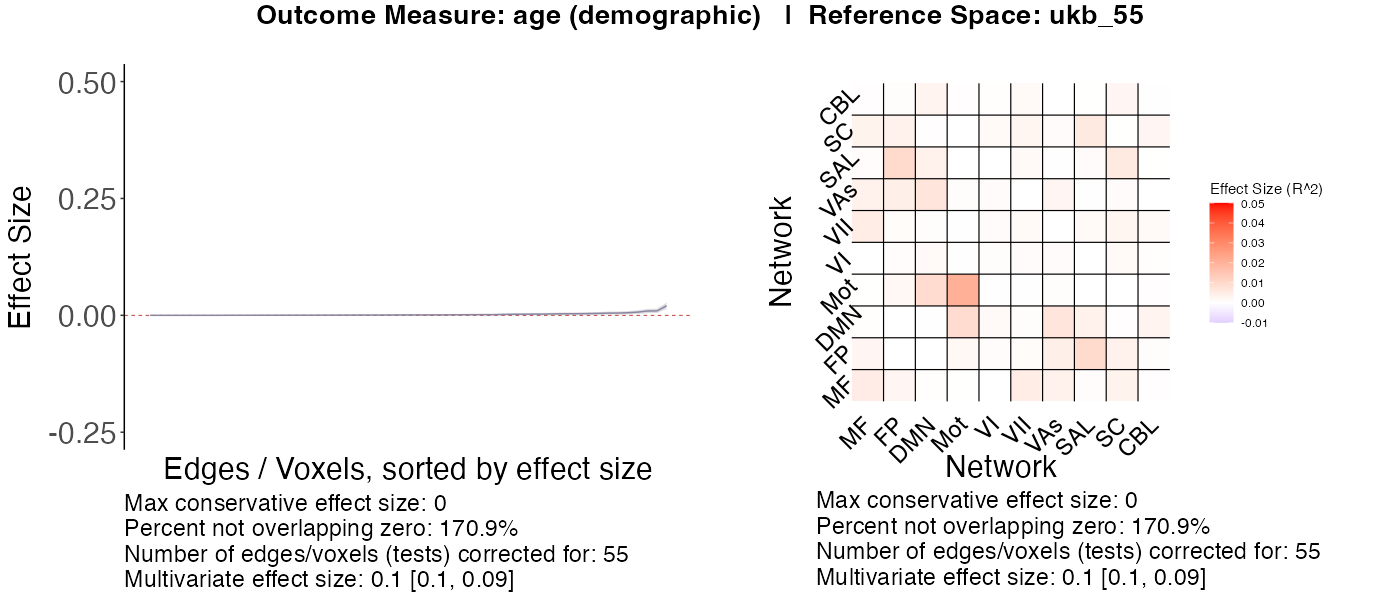 Outcome Measure: age (demographic) | Reference Space: ukb_55
0.50
0.25
0.00
-0.25
Effect Size
Edges / Voxels, sorted by effect size
Max conservative effect size: 0
Percent not overlapping zero: 170.9%
Number of edges/voxels (tests) corrected for: 55
Multivariate effect size: 0.1 [0.1, 0.09]
Network
CBL
SC
SAL
VAs
VII
VI
Mot
DMN
FP
MF
MF FP DMN Mot VI VII VAs SAL SC CBL
Network
Max conservative effect size: 0
Percent not overlapping zero: 170.9%
Number of edges/voxels (tests) corrected for: 55
Multivariate effect size: 0.1 [0.1, 0.09]
Effect Size (R^2)
0.05
0.04
0.03
0.02
0.01
0.00
-0.01